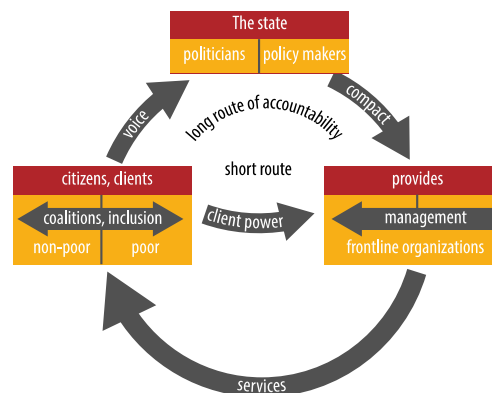 The state
politicians
policy makers
voice
compact
long route of accountability
short route
citizens, clients
coalitions, inclusion
non-poor
poor
client power
provides
management
frontline organizations
services